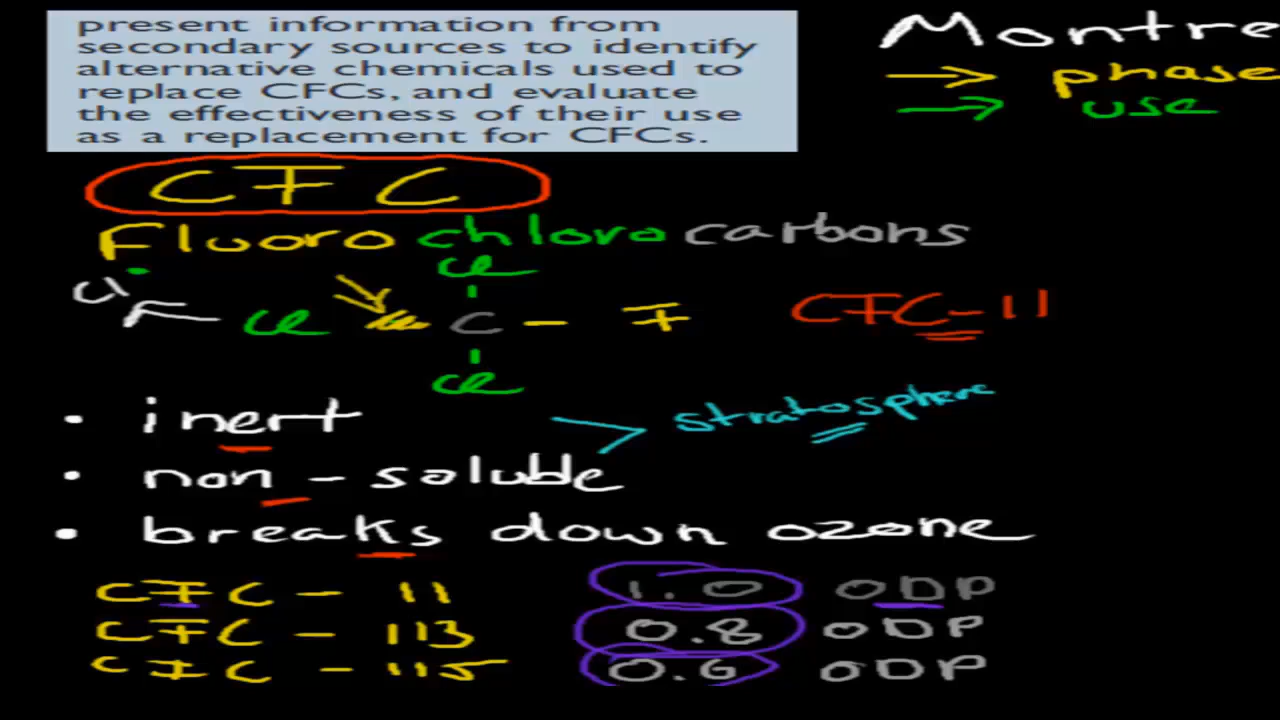 present information from
secondary sources to identify
alternative chemicals used to
replace CFCs, and evaluate
the effectiveness of their use
as a replacement for CFCs.
Montre
→ phase
→ use
CFC
Fluoro chloro carbons
Cl
Cl Cl C - F CFC-11
Cl
• inert
> stratosphere
• non - soluble
• breaks down ozone
CFC - 11 1.0 ODP
CFC - 113 0.8 ODP
CFC - 115 0.6 ODP